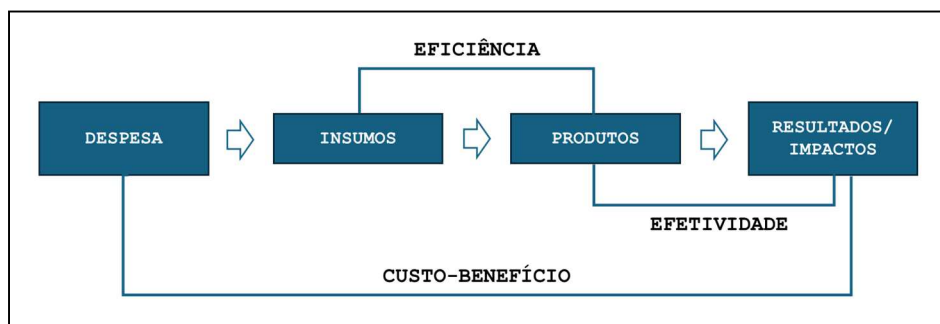 EFICIÊNCIA
DESPESA
INSUMOS
PRODUTOS
RESULTADOS/
IMPACTOS
EFETIVIDADE
CUSTO-BENEFÍCIO